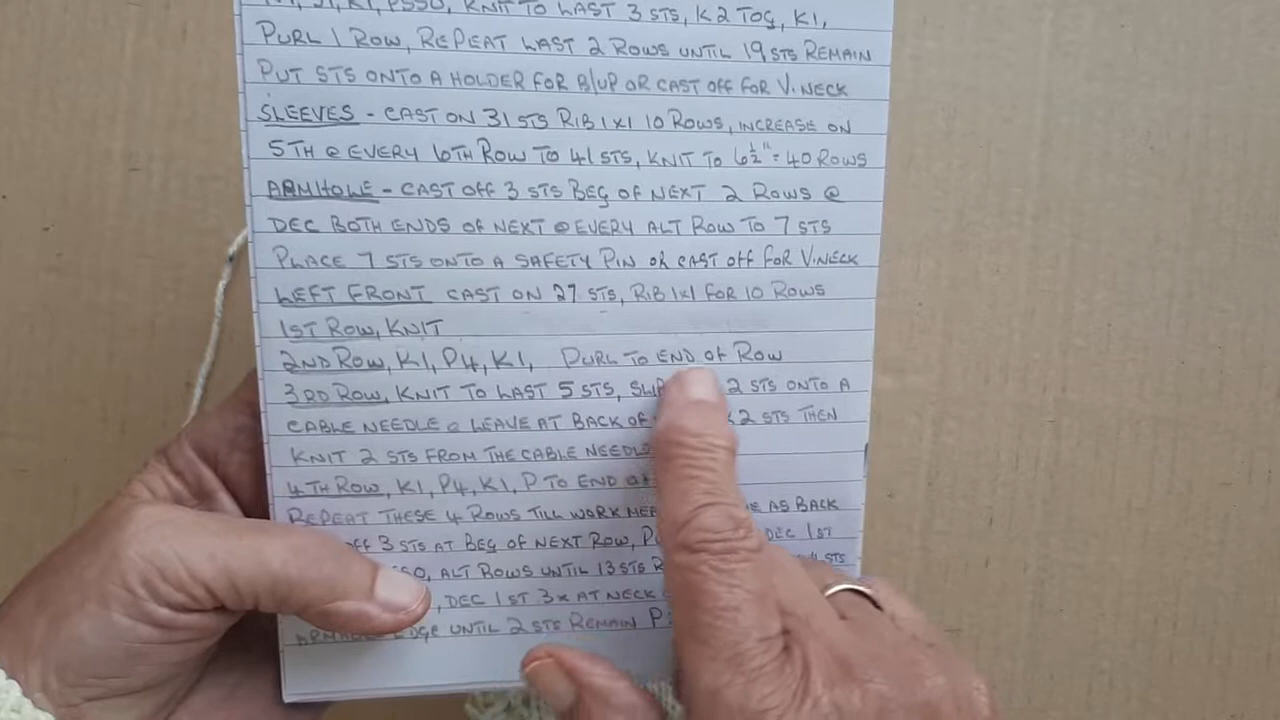 K1, PSSO, KNIT TO LAST 3 STS, K2 TOG, K1,
PURL 1 ROW, REPEAT LAST 2 ROWS UNTIL 19 STS REMAIN
PUT STS ONTO A HOLDER FOR B/UP OR CAST OFF FOR V.NECK
SLEEVES - CAST ON 31 STS RIB 1X1 10 ROWS, INCREASE ON
5TH @ EVERY 6TH ROW TO 41 STS, KNIT TO 6½" = 40 ROWS
ARMHOLE - CAST OFF 3 STS BEG OF NEXT 2 ROWS @
DEC BOTH ENDS OF NEXT @ EVERY ALT ROW TO 7 STS
PLACE 7 STS ONTO A SAFETY PIN OR CAST OFF FOR V.NECK
LEFT FRONT CAST ON 27 STS, RIB 1X1 FOR 10 ROWS
1ST ROW, KNIT
2ND ROW, K1, P4, K1, PURL TO END OF ROW
3RD ROW, KNIT TO LAST 5 STS, 2 STS ONTO A
CABLE NEEDLE @ LEAVE AT BACK OF 2 STS THEN
KNIT 2 STS FROM THE CABLE NEEDLE
4TH ROW, K1, P4, K1, P TO END
REPEAT THESE 4 ROWS TILL WORK AS BACK
3 STS AT BEG OF NEXT ROW, DEC 1ST
ALT ROWS UNTIL 13 STS STS
DEC 1ST 3X AT NECK
EDGE UNTIL 2 STS REMAIN